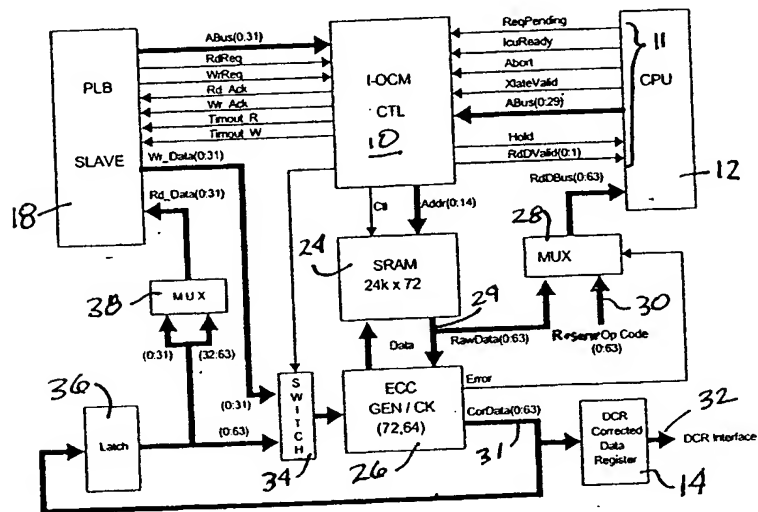 PLB
SLAVE
18
ABus(0:31)
RdReq
WrReq
Rd_Ack
Wr_Ack
Timout_R
Timout_W
Wr_Data(0:31)
Rd_Data(0:31)
I-OCM
CTL
10
ReqPending
IcuReady
Abort
XlateValid
ABus(0:29)
Hold
RdDValid(0:1)
11
CPU
12
RdDBus(0:63)
Ctl
Addr(0:14)
24
SRAM
24k x 72
29
28
MUX
30
Op Code
(0:63)
38
MUX
(0:31)
(32:63)
Data
RawData(0:63)
Error
36
Latch
(0:31)
(0:63)
SWITCH
34
ECC
GEN / CK
(72,64)
26
CorData(0:63)
31
DCR
Corrected
Data
Register
14
32
DCR Interface